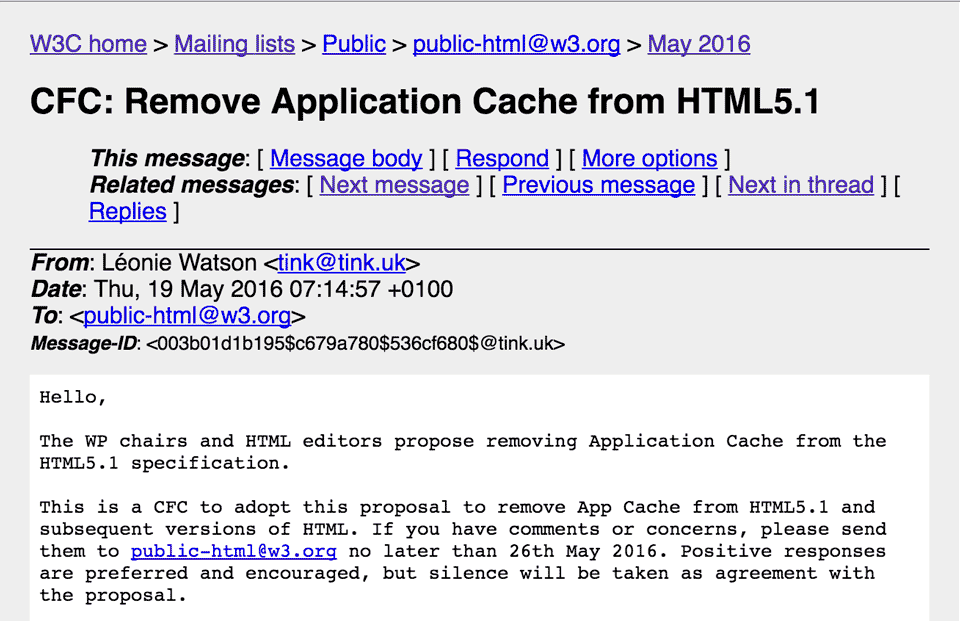 W3C home > Mailing lists > Public > public-html@w3.org > May 2016
CFC: Remove Application Cache from HTML5.1
This message: [ Message body ] [ Respond ] [ More options ]
Related messages: [ Next message ] [ Previous message ] [ Next in thread ] [
Replies ]
From: Léonie Watson <tink@tink.uk>
Date: Thu, 19 May 2016 07:14:57 +0100
To: <public-html@w3.org>
Message-ID: <003b01d1b195$c679a780$536cf680$@tink.uk>
Hello,
The WP chairs and HTML editors propose removing Application Cache from the
HTML5.1 specification.
This is a CFC to adopt this proposal to remove App Cache from HTML5.1 and
subsequent versions of HTML. If you have comments or concerns, please send
them to public-html@w3.org no later than 26th May 2016. Positive responses
are preferred and encouraged, but silence will be taken as agreement with
the proposal.